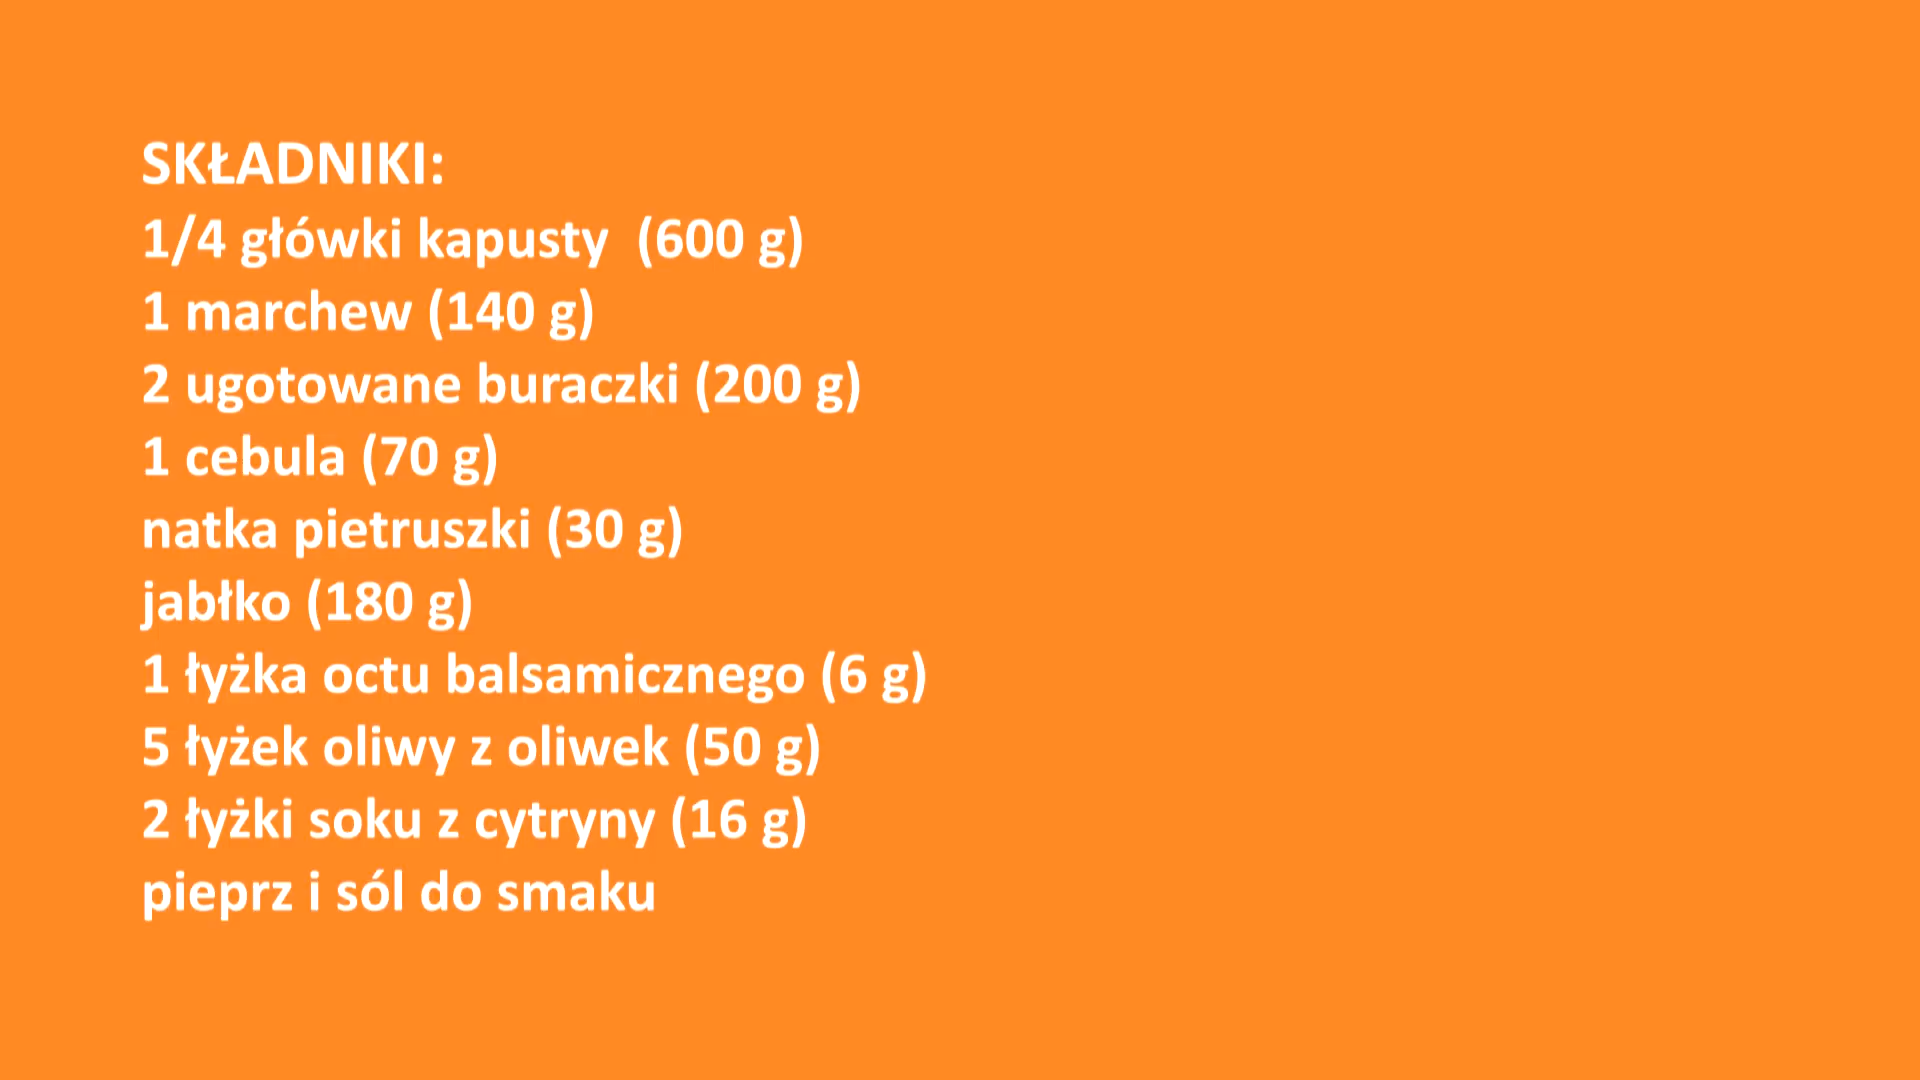 SKŁADNIKI:
1/4 główki kapusty  (600 g)
1 marchew (140 g)
2 ugotowane buraczki (200 g)
1 cebula (70 g)
natka pietruszki (30 g)
jabłko (180 g)
1 łyżka octu balsamicznego (6 g)
5 łyżek oliwy z oliwek (50 g)
2 łyżki soku z cytryny (16 g)
pieprz i sól do smaku